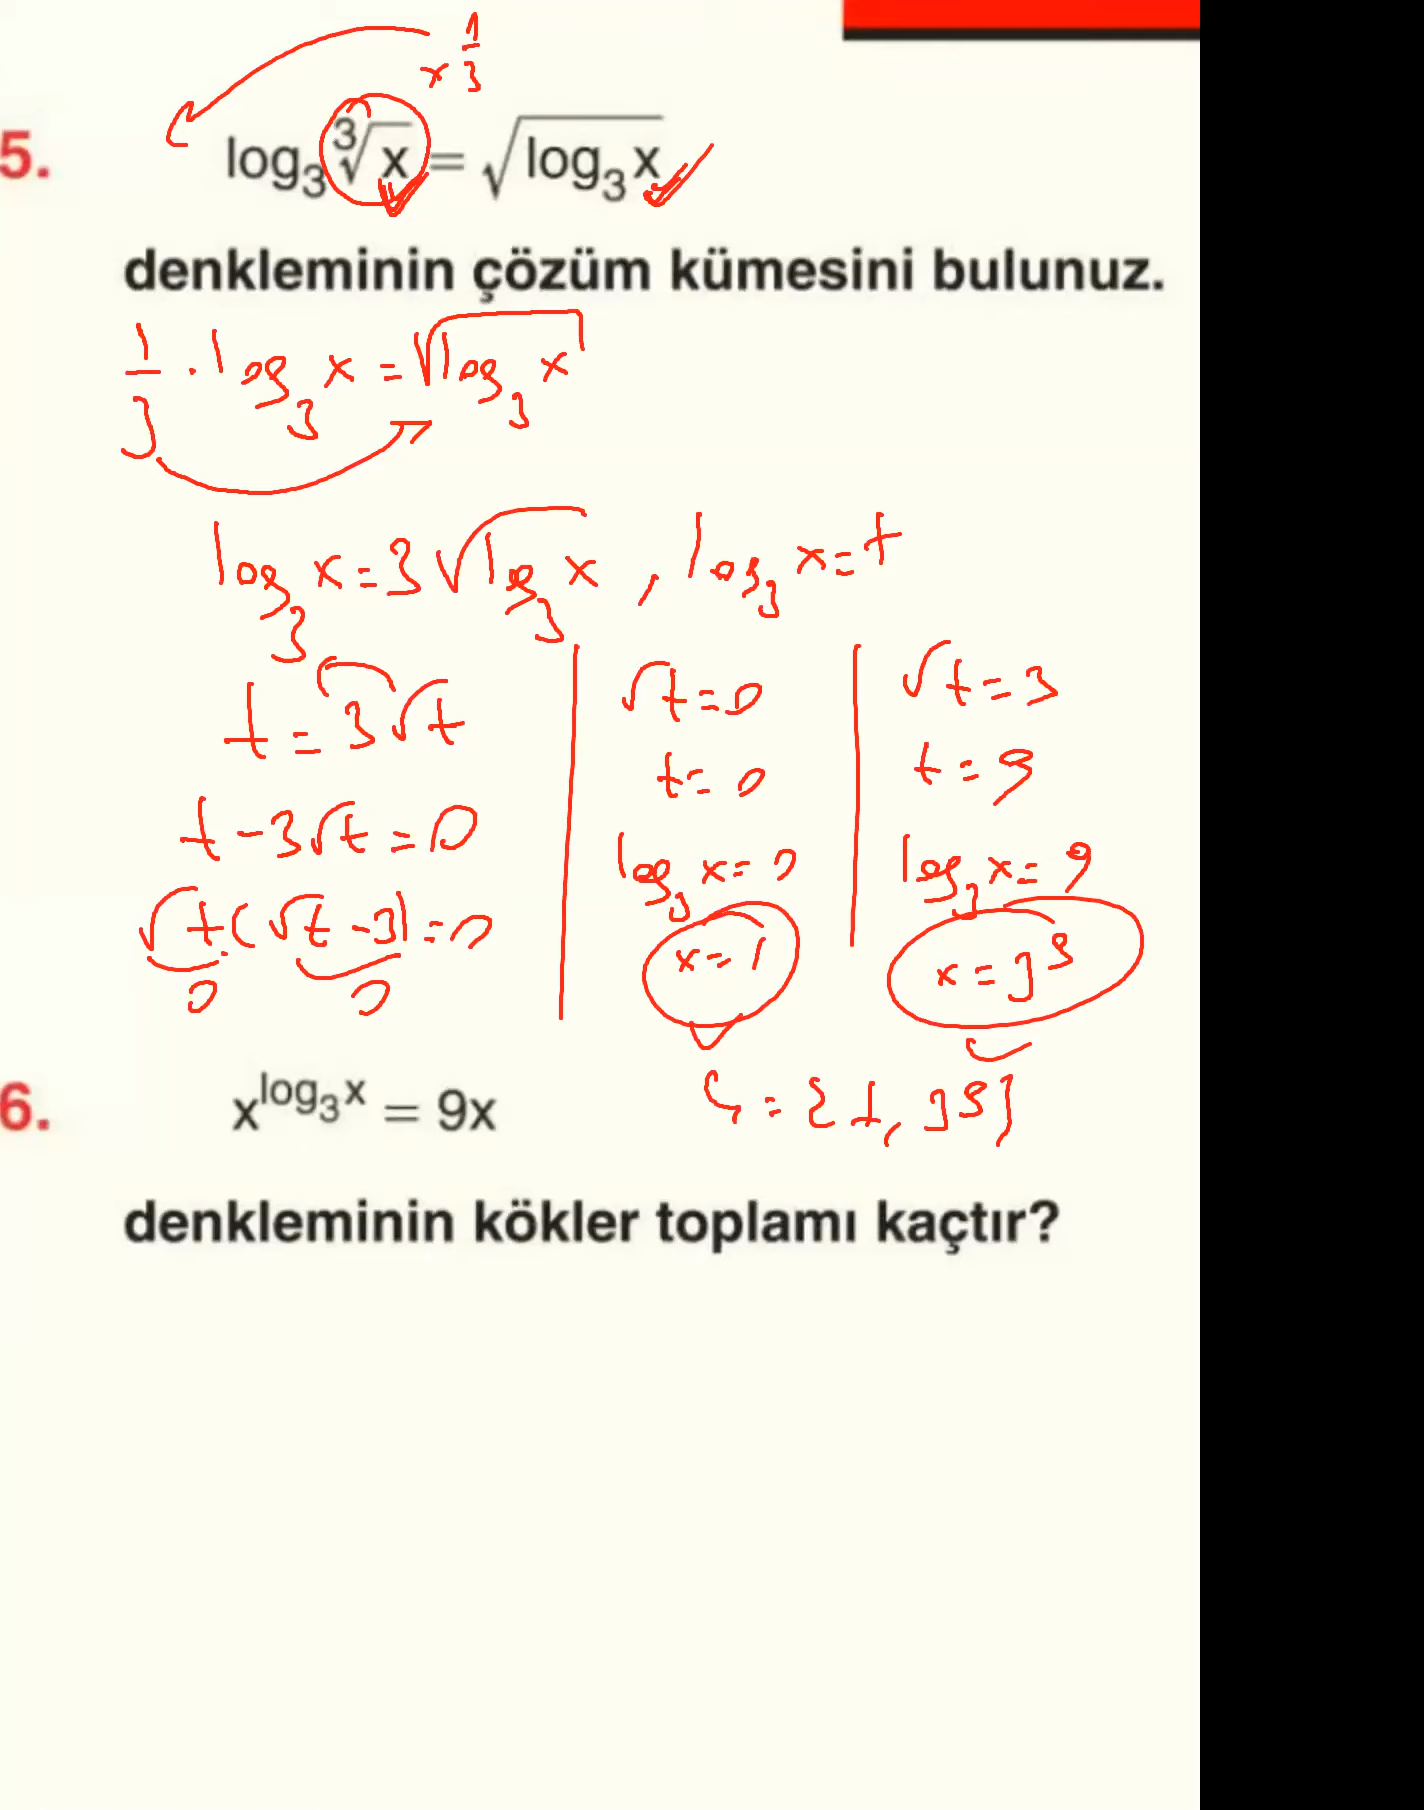 x^1/3
5. log₃ ∛x = √log₃x
denkleminin çözüm kümesini bulunuz.
1/3 . log₃ x = √log₃ x
log₃ x = 3√log₃ x , log₃ x = t
t = 3√t
t - 3√t = 0
√t.(√t - 3) = 0
0 0
√t = 0
t = 0
log₃ x = 0
x = 1
√t = 3
t = 9
log₃ x = 9
x = 3⁹
Ç = {1, 3⁹}
6. x^log₃x = 9x
denkleminin kökler toplamı kaçtır?